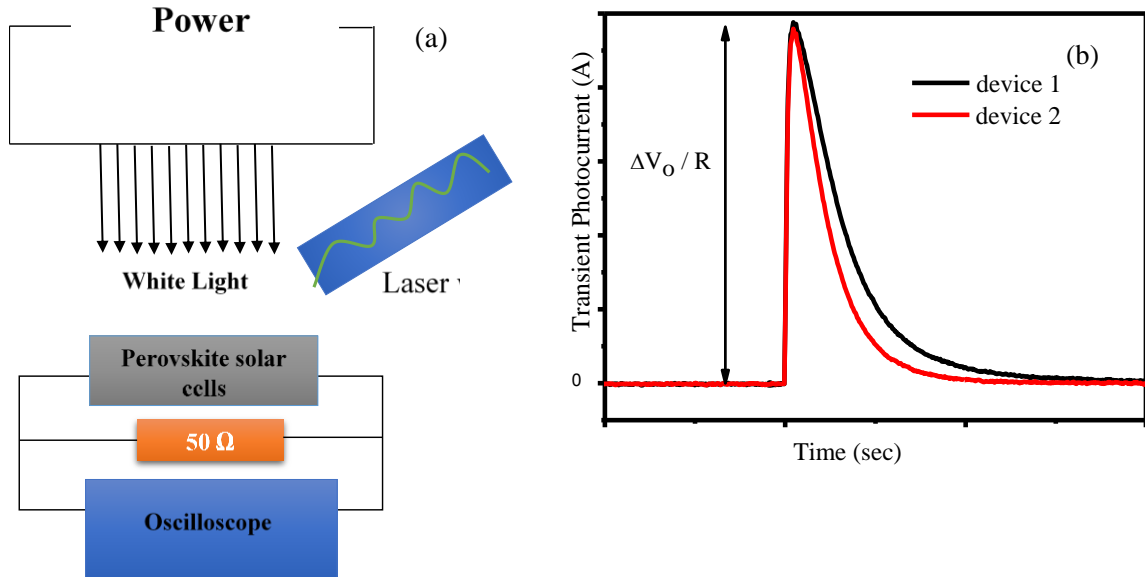 Power
(a)
White Light
Laser
Perovskite solar
cells
50 Ω
Oscilloscope
(b)
Transient Photocurrent (A)
device 1
device 2
ΔVo / R
0
Time (sec)